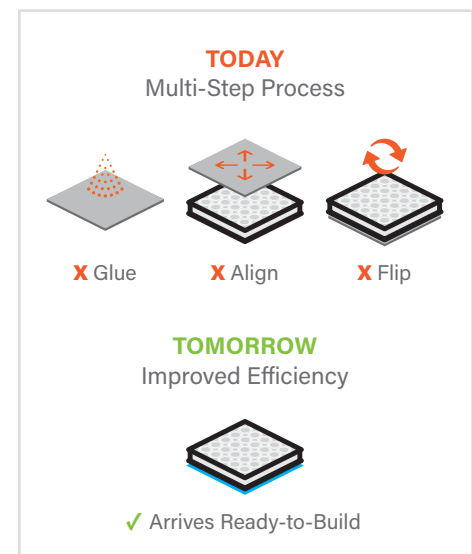 TODAY
Multi-Step Process
X Glue
X Align
X Flip
TOMORROW
Improved Efficiency
✓ Arrives Ready-to-Build